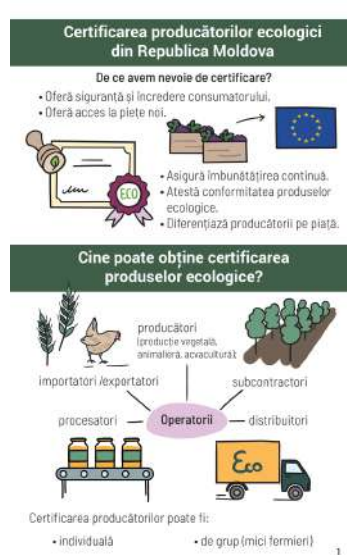 Certificarea producătorilor ecologici
din Republica Moldova
De ce avem nevoie de certificare?
• Oferă siguranță și încredere consumatorului.
• Oferă acces la piețe noi.
ECO
• Asigură îmbunătățirea continuă.
• Atestă conformitatea produselor
ecologice.
• Diferențiază producătorii pe piață.
Cine poate obține certificarea
produselor ecologice?
producători
(producție vegetală,
animalieră, acvacultură);
importatori /exportatori
subcontractori
procesatori
Operatorii
distribuitori
Eco
Certificarea producătorilor poate fi:
• individuală
• de grup (mici fermieri)
1